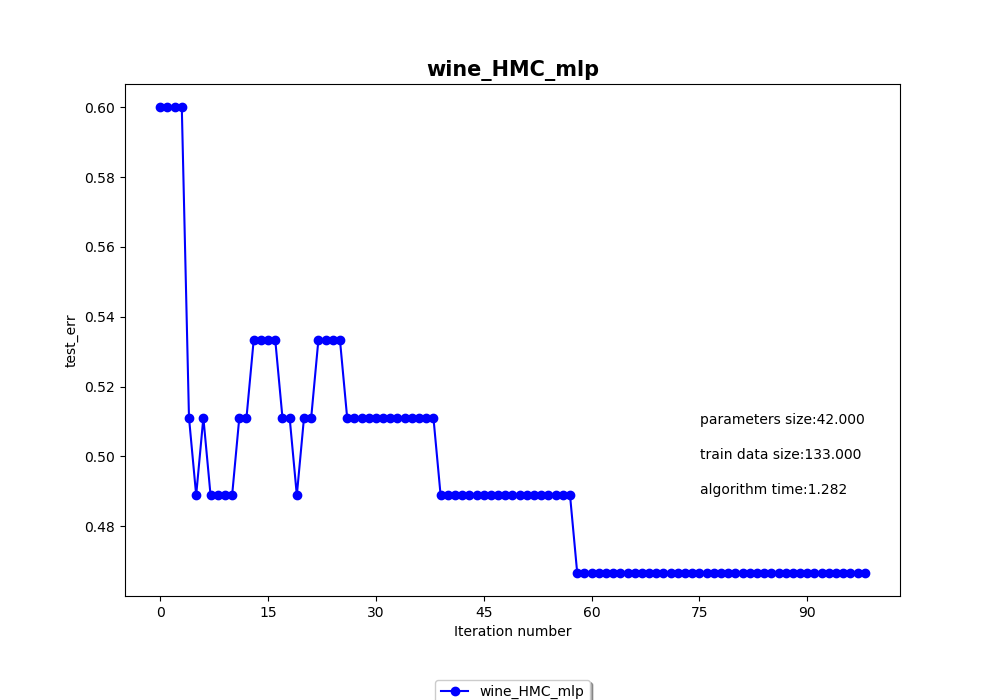 wine_HMC_mlp
0.60
0.58
0.56
0.54
0.52
0.50
0.48
test_err
parameters size:42.000
train data size:133.000
algorithm time:1.282
0 15 30 45 60 75 90
Iteration number
wine_HMC_mlp